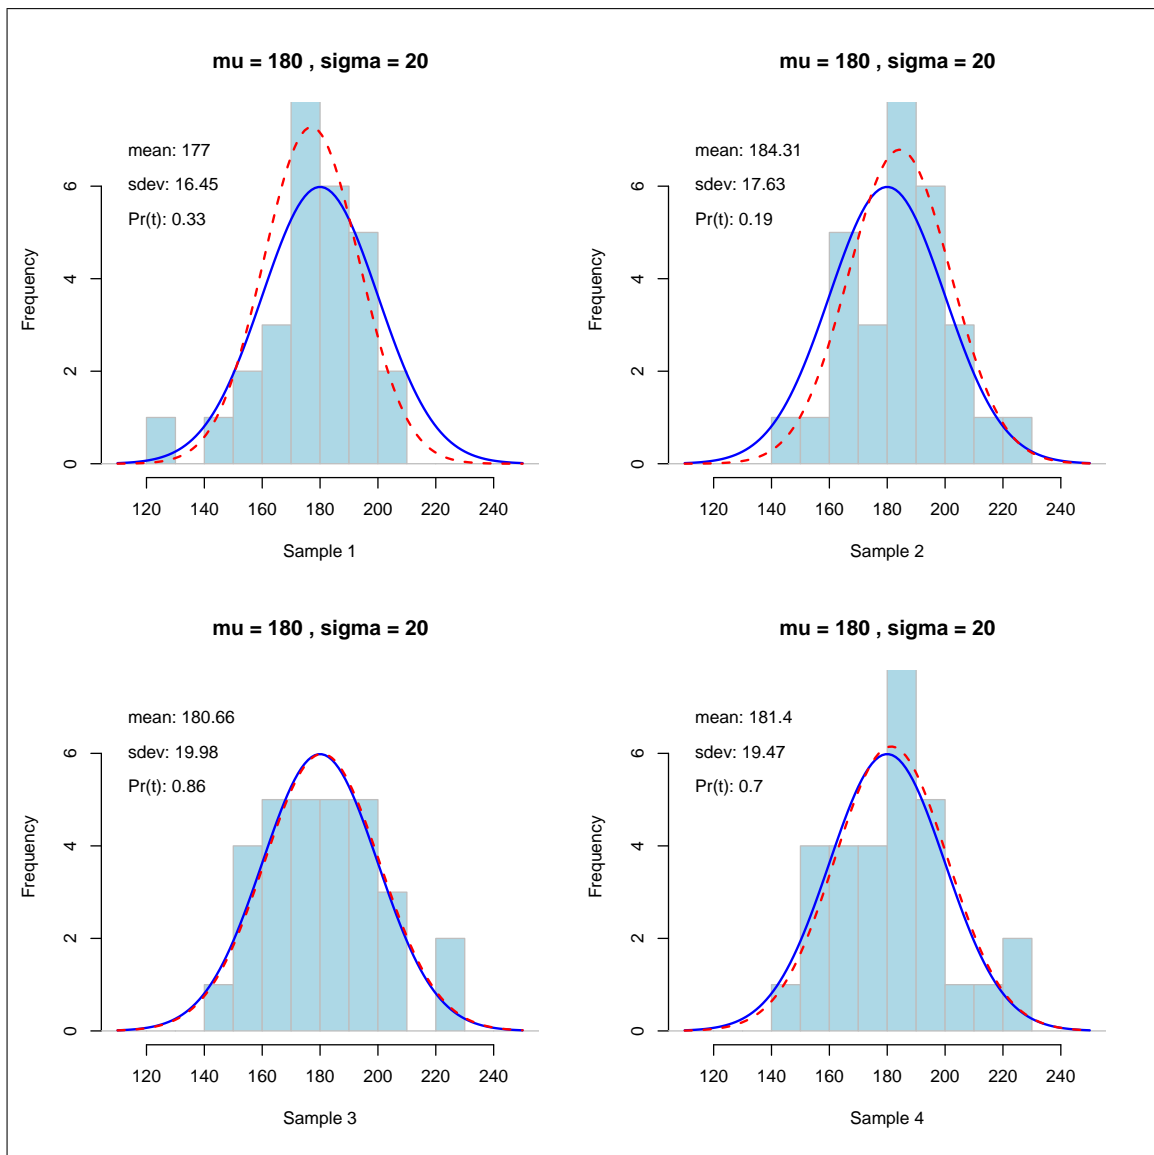 mu = 180 , sigma = 20
mean: 177
sdev: 16.45
Pr(t): 0.33
Frequency
0
2
4
6
120 140 160 180 200 220 240
Sample 1
mu = 180 , sigma = 20
mean: 184.31
sdev: 17.63
Pr(t): 0.19
Frequency
0
2
4
6
120 140 160 180 200 220 240
Sample 2
mu = 180 , sigma = 20
mean: 180.66
sdev: 19.98
Pr(t): 0.86
Frequency
0
2
4
6
120 140 160 180 200 220 240
Sample 3
mu = 180 , sigma = 20
mean: 181.4
sdev: 19.47
Pr(t): 0.7
Frequency
0
2
4
6
120 140 160 180 200 220 240
Sample 4